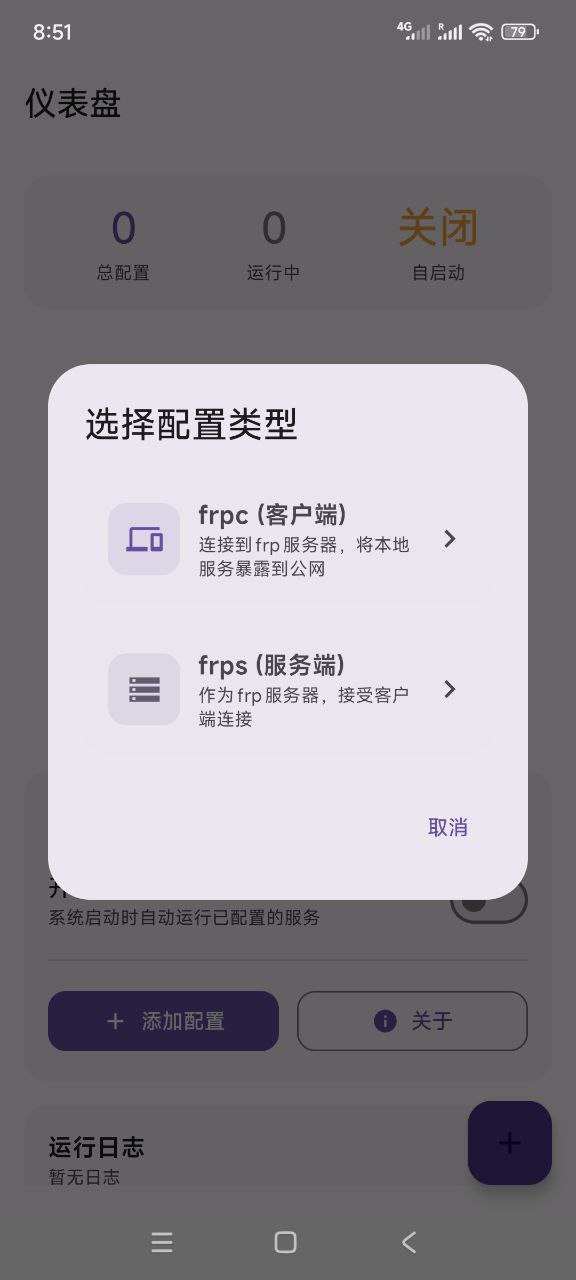 8:51
4G
R
79
仪表盘
0
0
关闭
总配置
运行中
自启动
选择配置类型
frpc (客户端)
连接到 frp 服务器，将本地
服务暴露到公网
frps (服务端)
作为 frp 服务器，接受客户
端连接
取消
系统启动时自动运行已配置的服务
添加配置
关于
运行日志
暂无日志